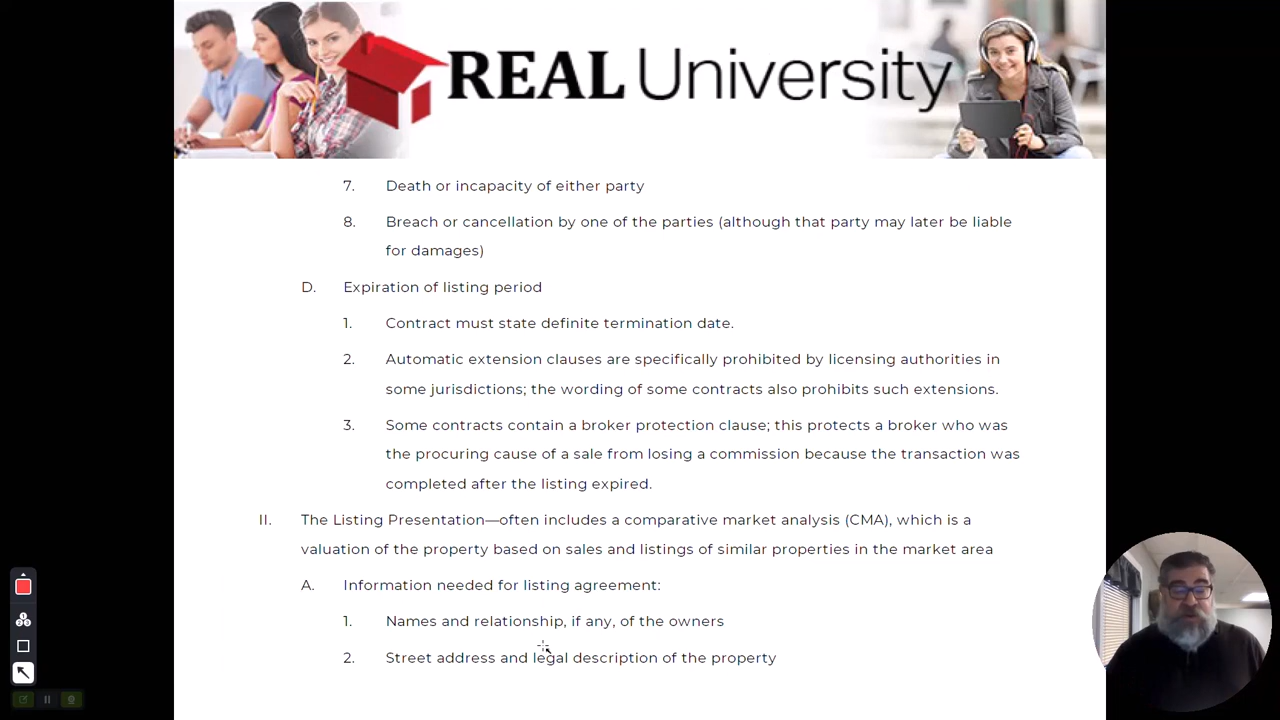 REAL University
7. Death or incapacity of either party
8. Breach or cancellation by one of the parties (although that party may later be liable
for damages)
D. Expiration of listing period
1. Contract must state definite termination date.
2. Automatic extension clauses are specifically prohibited by licensing authorities in
some jurisdictions; the wording of some contracts also prohibits such extensions.
3. Some contracts contain a broker protection clause; this protects a broker who was
the procuring cause of a sale from losing a commission because the transaction was
completed after the listing expired.
II. The Listing Presentation—often includes a comparative market analysis (CMA), which is a
valuation of the property based on sales and listings of similar properties in the market area
A. Information needed for listing agreement:
1. Names and relationship, if any, of the owners
2. Street address and legal description of the property